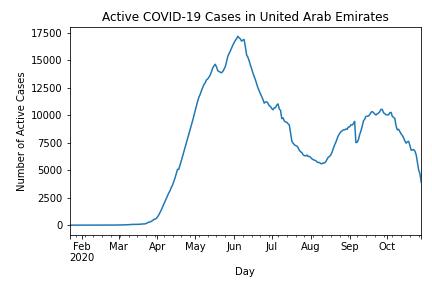 Active COVID-19 Cases in United Arab Emirates
Number of Active Cases
17500
15000
12500
10000
7500
5000
2500
0
Feb Mar Apr May Jun Jul Aug Sep Oct
2020
Day